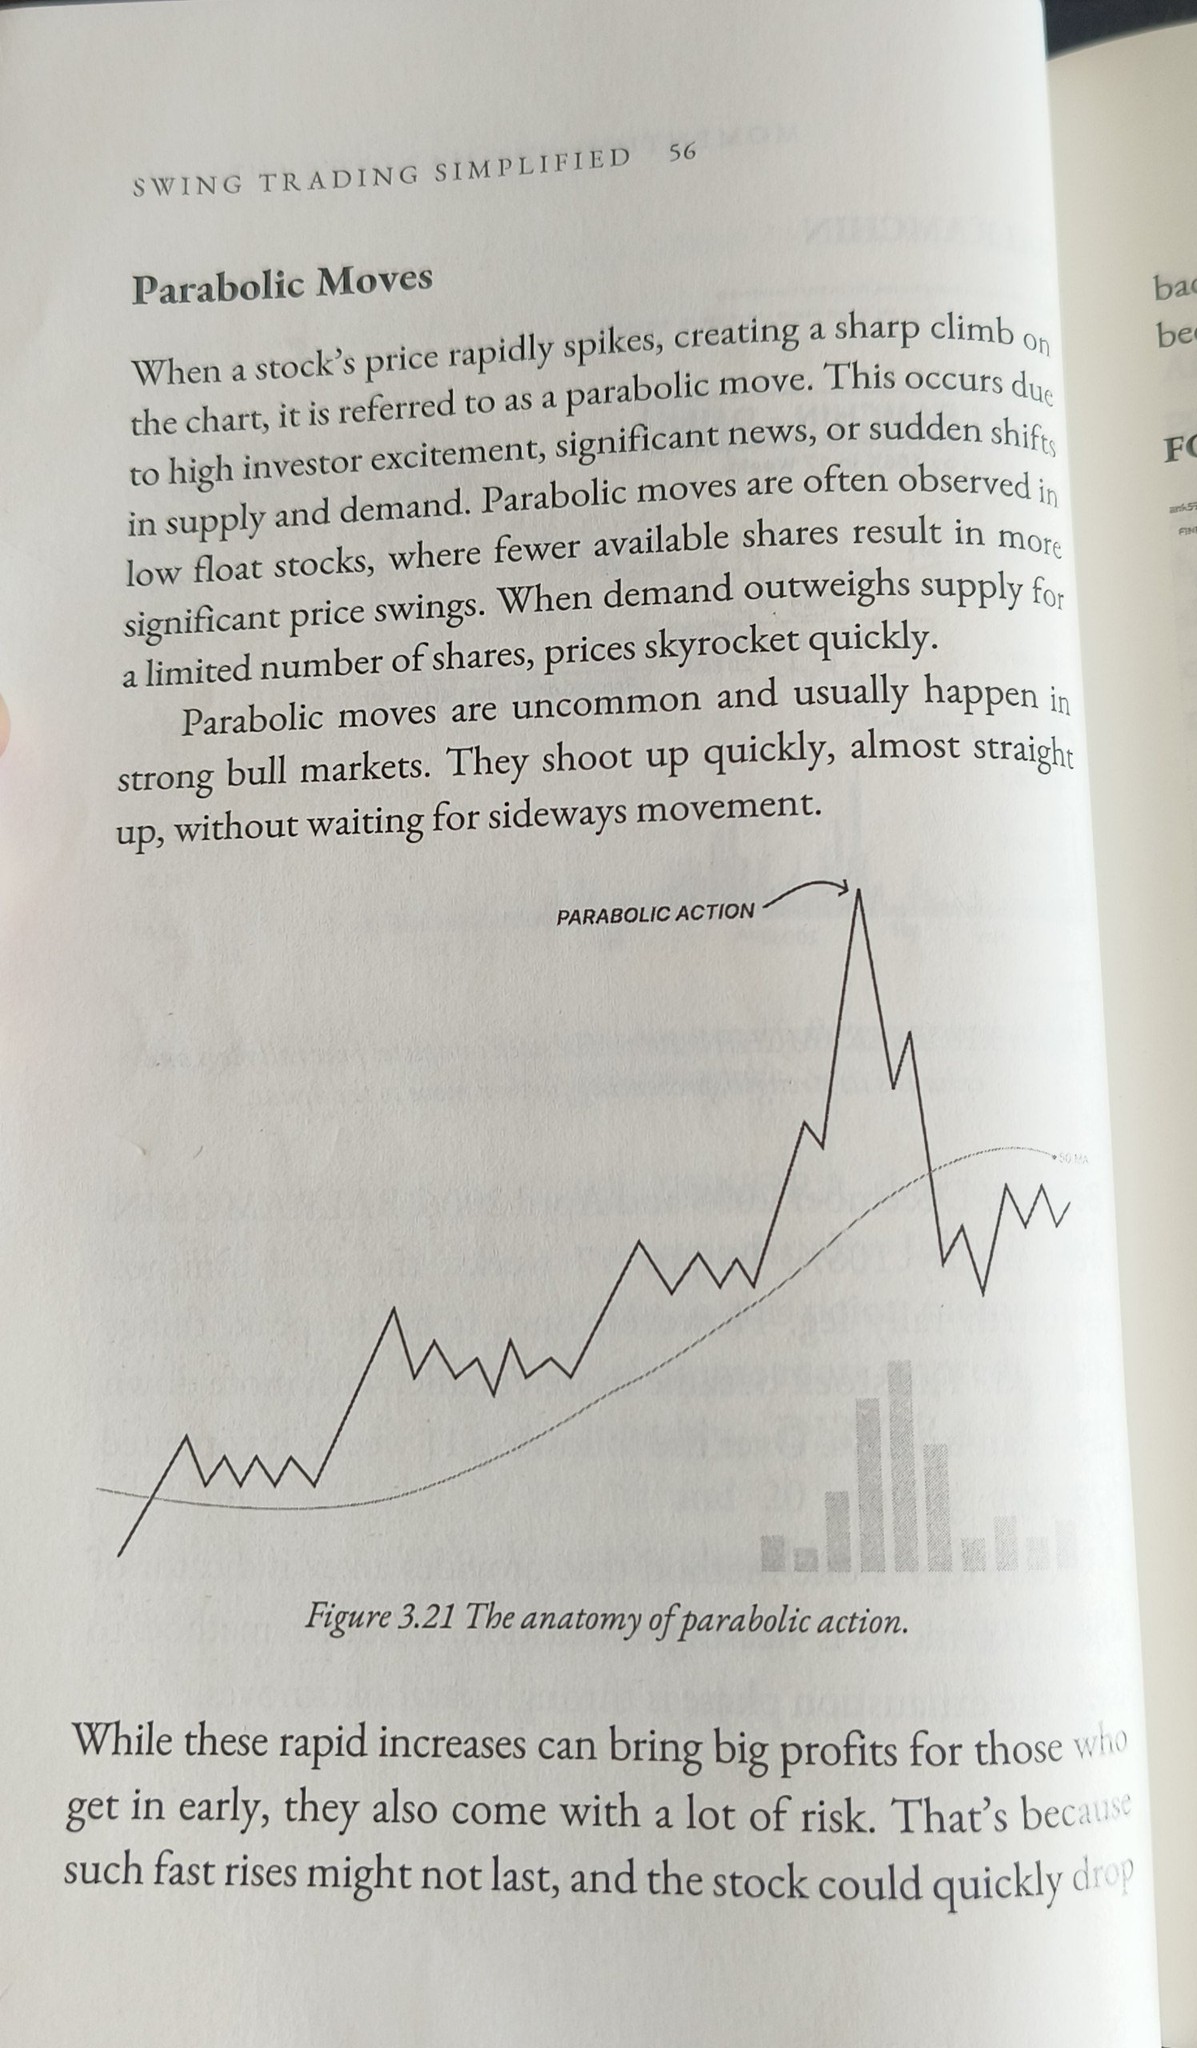 SWING TRADING SIMPLIFIED 56
Parabolic Moves
When a stock's price rapidly spikes, creating a sharp climb on
the chart, it is referred to as a parabolic move. This occurs due
to high investor excitement, significant news, or sudden shifts
in supply and demand. Parabolic moves are often observed in
low float stocks, where fewer available shares result in more
significant price swings. When demand outweighs supply for
a limited number of shares, prices skyrocket quickly.
Parabolic moves are uncommon and usually happen in
strong bull markets. They shoot up quickly, almost straight
up, without waiting for sideways movement.
PARABOLIC ACTION
50 MA
Figure 3.21 The anatomy of parabolic action.
While these rapid increases can bring big profits for those who
get in early, they also come with a lot of risk. That's because
such fast rises might not last, and the stock could quickly drop